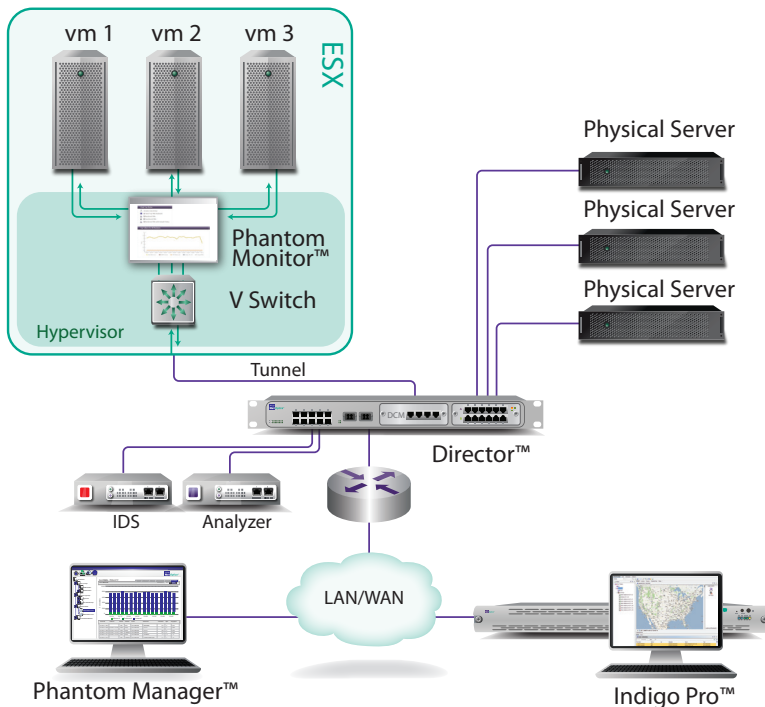 vm 1
vm 2
vm 3
ESX
Phantom
Monitor™
V Switch
Hypervisor
Physical Server
Physical Server
Physical Server
Tunnel
DCM
Director™
IDS
Analyzer
LAN/WAN
Phantom Manager™
Indigo Pro™